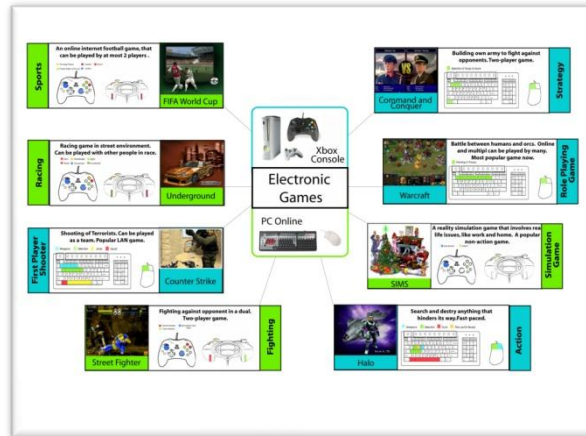 Sports
An online internet football game, that
can be played by at most 2 players .
FIFA World Cup
Racing
Racing game in street environment.
Can be played with other people in race.
Underground
First Player
Shooter
Shooting of Terrorists. Can be played
as a team. Popular LAN game.
Counter Strike
Street Fighter
Fighting against opponent in a dual.
Two-player game.
Fighting
Xbox
Console
Electronic
Games
PC Online
Building own army to fight against
opponents. Two-player game.
VS
Command and
Conquer
Strategy
Battle between humans and orcs. Online
and multipl can be played by many.
Most popular game now.
Warcraft
Role Playing
Game
A reality simulation game that involves rea
life issues, like work and home. A popular
non-action game.
SIMS
Simulation
Game
Search and destry anything that
hinders its way.Fast-paced.
Halo
Action